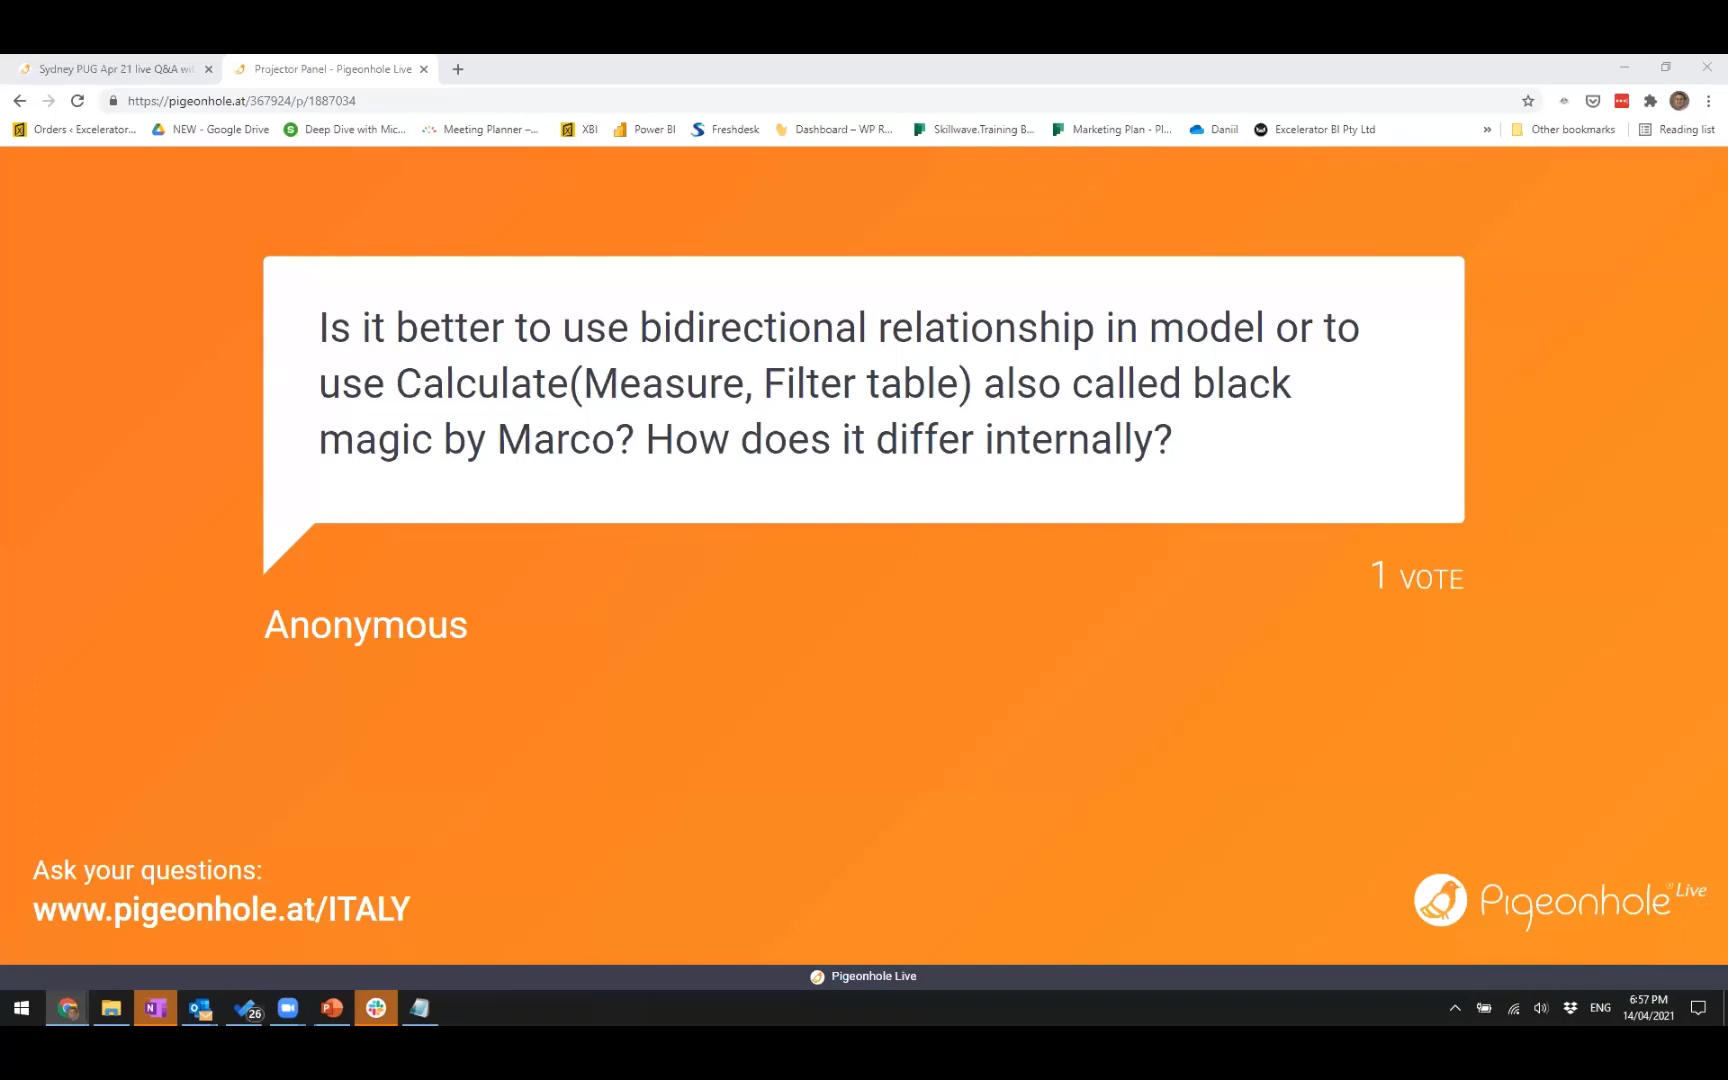 Sydney PUG Apr 21 live Q&A wi
Projector Panel - Pigeonhole Live
https://pigeonhole.at/367924/p/1887034
Orders ‹ Excelerator...
NEW - Google Drive
Deep Dive with Mic...
Meeting Planner –...
XBI
Power BI
Freshdesk
Dashboard – WP R...
Skillwave.Training B...
Marketing Plan - Pl...
Daniil
Excelerator BI Pty Ltd
»
Other bookmarks
Reading list
Is it better to use bidirectional relationship in model or to
use Calculate(Measure, Filter table) also called black
magic by Marco? How does it differ internally?
1 VOTE
Anonymous
Ask your questions:
www.pigeonhole.at/ITALY
Pigeonhole® Live
Pigeonhole Live
N
26
P
ENG
6:57 PM
14/04/2021